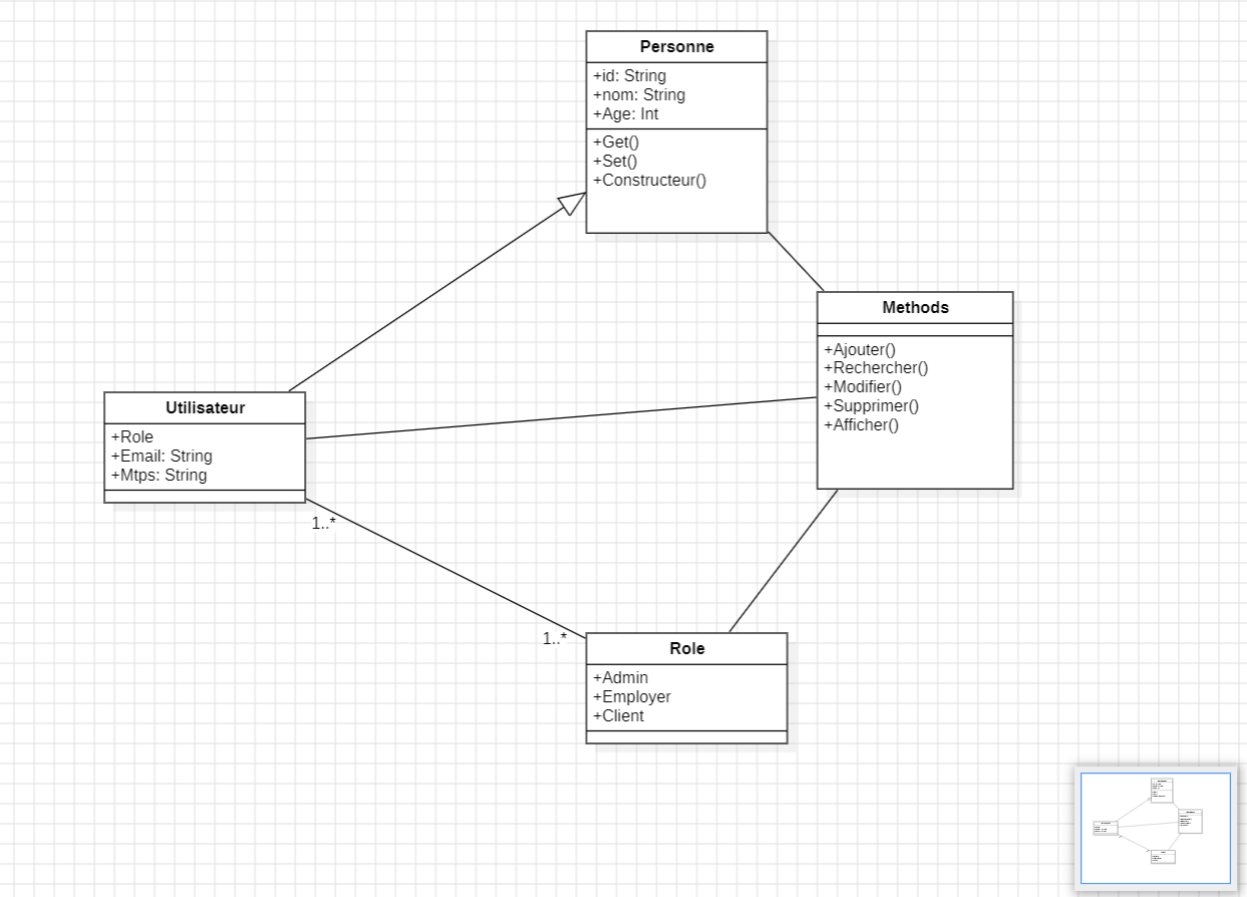 Personne
+id: String
+nom: String
+Age: Int
+Get()
+Set()
+Constructeur()
Methods
+Ajouter()
+Rechercher()
+Modifier()
+Supprimer()
+Afficher()
Utilisateur
+Role
+Email: String
+Mtps: String
1..*
1..*
Role
+Admin
+Employer
+Client